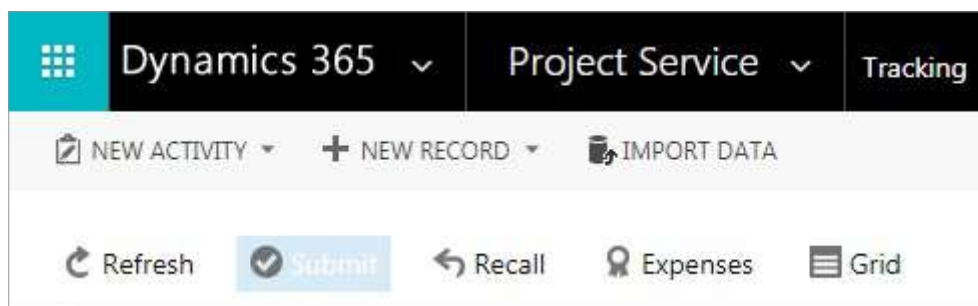 Dynamics 365 Project Service Tracking
NEW ACTIVITY NEW RECORD IMPORT DATA
Refresh Submit Recall Expenses Grid